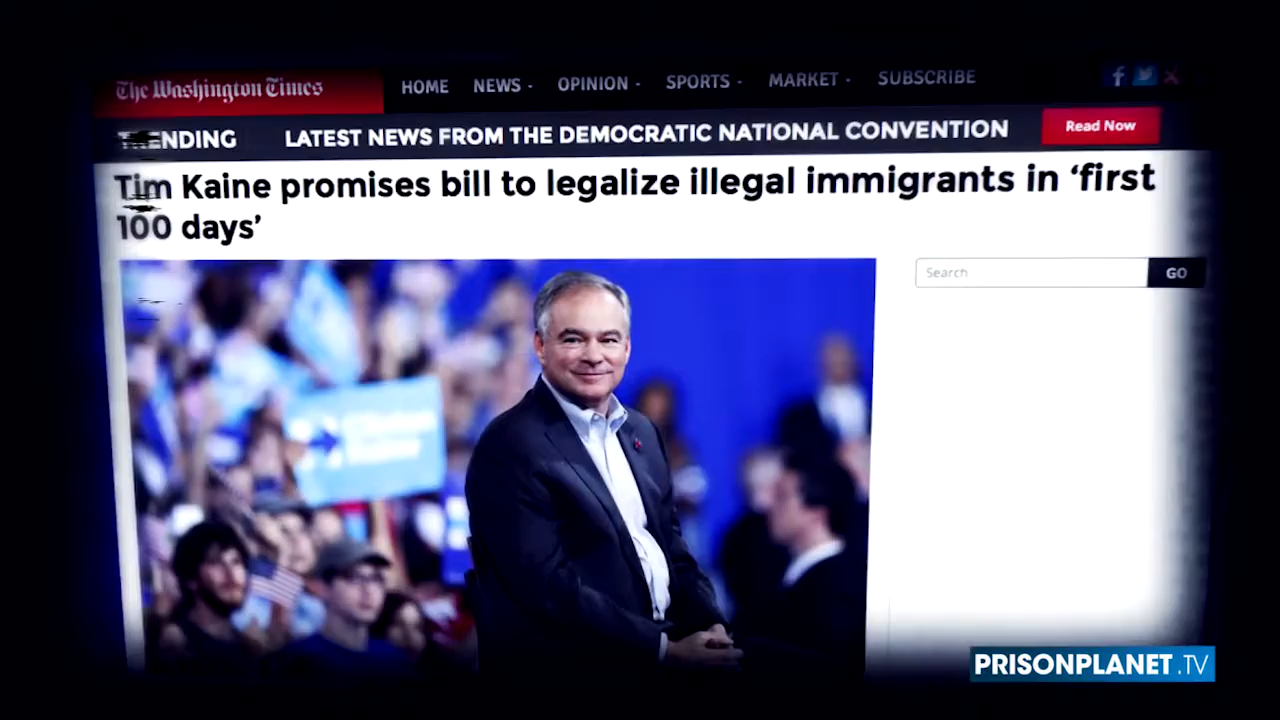 The Washington Times
HOME NEWS OPINION SPORTS MARKET SUBSCRIBE
TRENDING LATEST NEWS FROM THE DEMOCRATIC NATIONAL CONVENTION Read Now
Tim Kaine promises bill to legalize illegal immigrants in ‘first
100 days’
Search GO
PRISONPLANET.TV